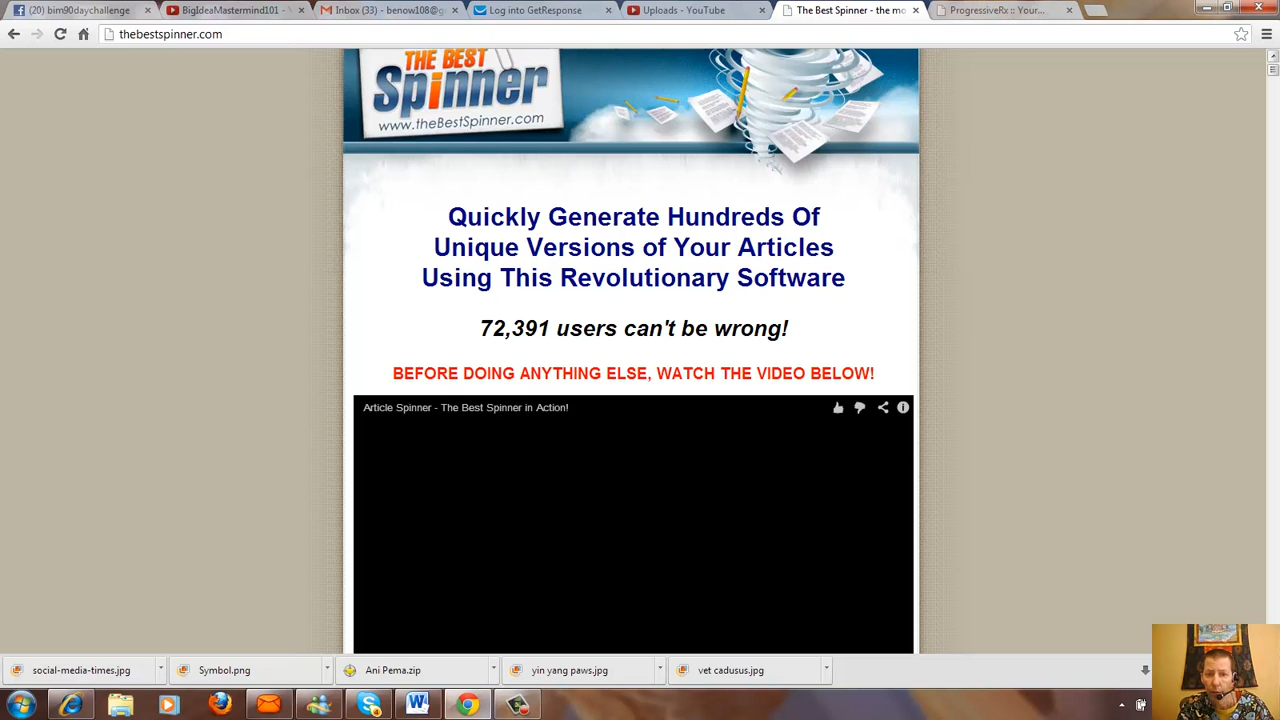 (20) bim90daychallenge
BigIdeaMastermind101 -
Inbox (33) - benow108@g
Log into GetResponse
Uploads - YouTube
The Best Spinner - the mo
ProgressiveRx :: Your...
thebestspinner.com
THE BEST
Spinner
www.theBestSpinner.com
Quickly Generate Hundreds Of
Unique Versions of Your Articles
Using This Revolutionary Software
72,391 users can't be wrong!
BEFORE DOING ANYTHING ELSE, WATCH THE VIDEO BELOW!
Article Spinner - The Best Spinner in Action!
social-media-times.jpg
Symbol.png
Ani Pema.zip
yin yang paws.jpg
vet cadusus.jpg